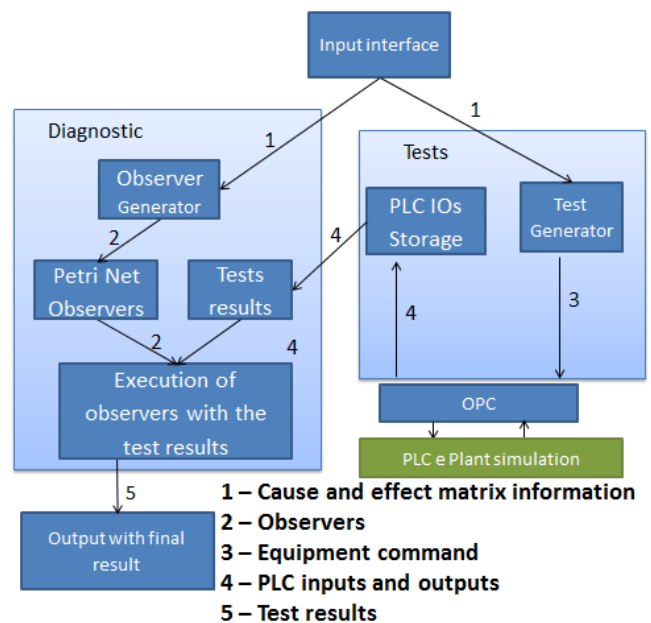 Input interface
1
1
Diagnostic
Tests
Observer
Generator
PLC IOs
Storage
Test
Generator
2
4
Petri Net
Observers
Tests
results
3
4
2
4
Execution of
observers with the
test results
OPC
PLC e Plant simulation
5
Output with final
result
1 – Cause and effect matrix information
2 – Observers
3 – Equipment command
4 – PLC inputs and outputs
5 – Test results